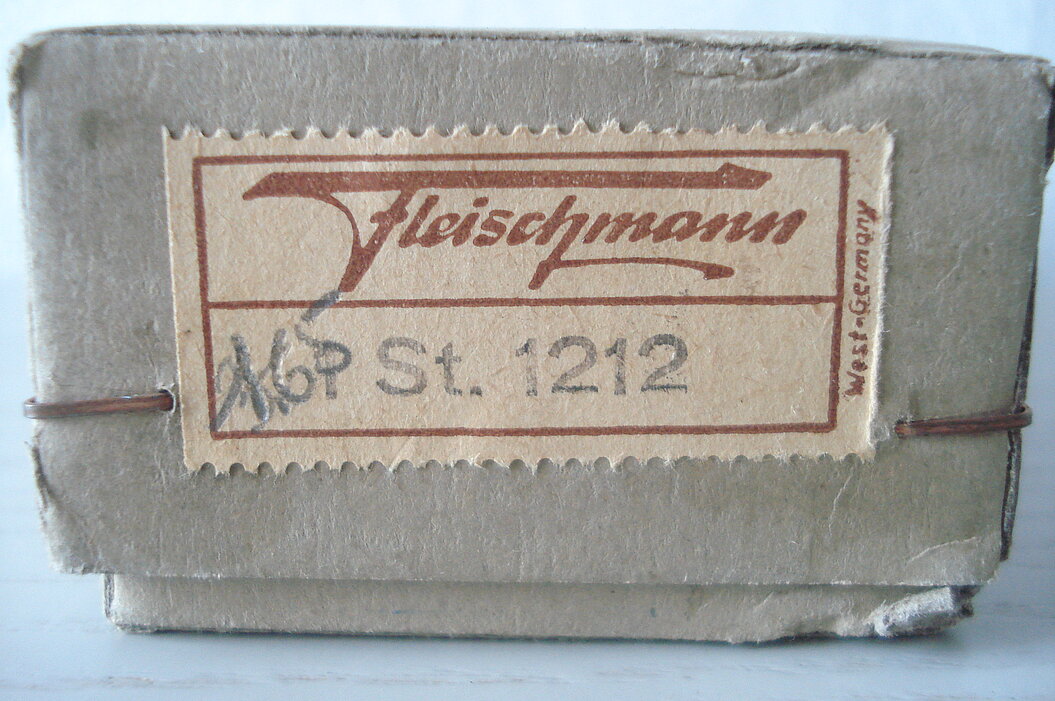 Fleischmann
St. 1212
West-Germany